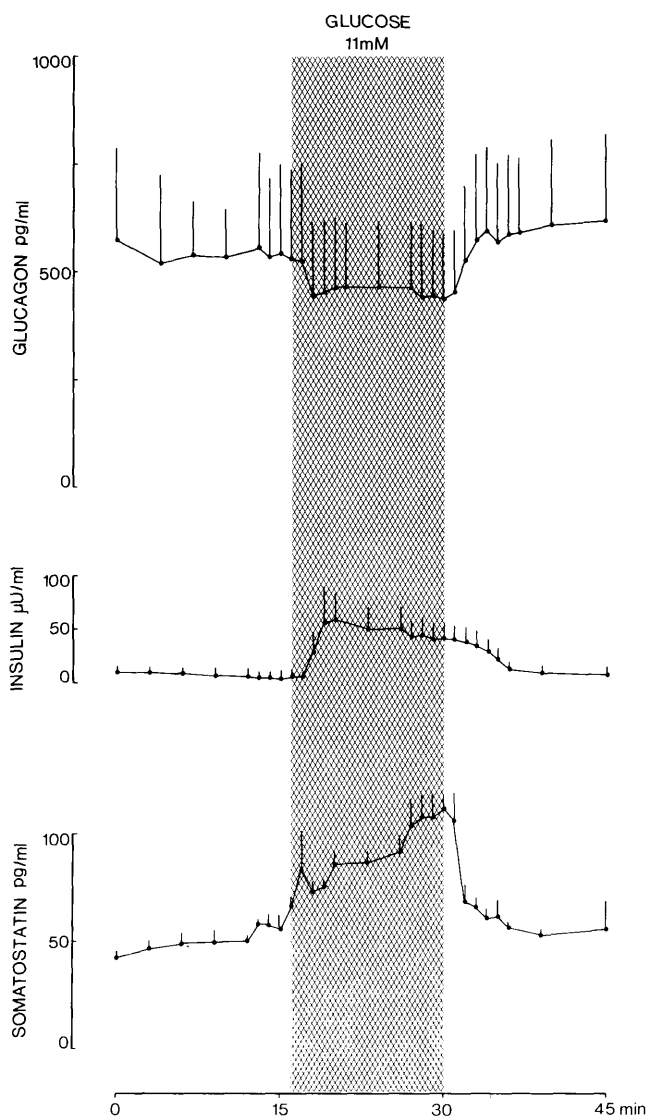 GLUCOSE
11mM
GLUCAGON pg/ml
1000
500
0
INSULIN µU/ml
100
50
0
SOMATOSTATIN pg/ml
100
50
0
0 15 30 45 min